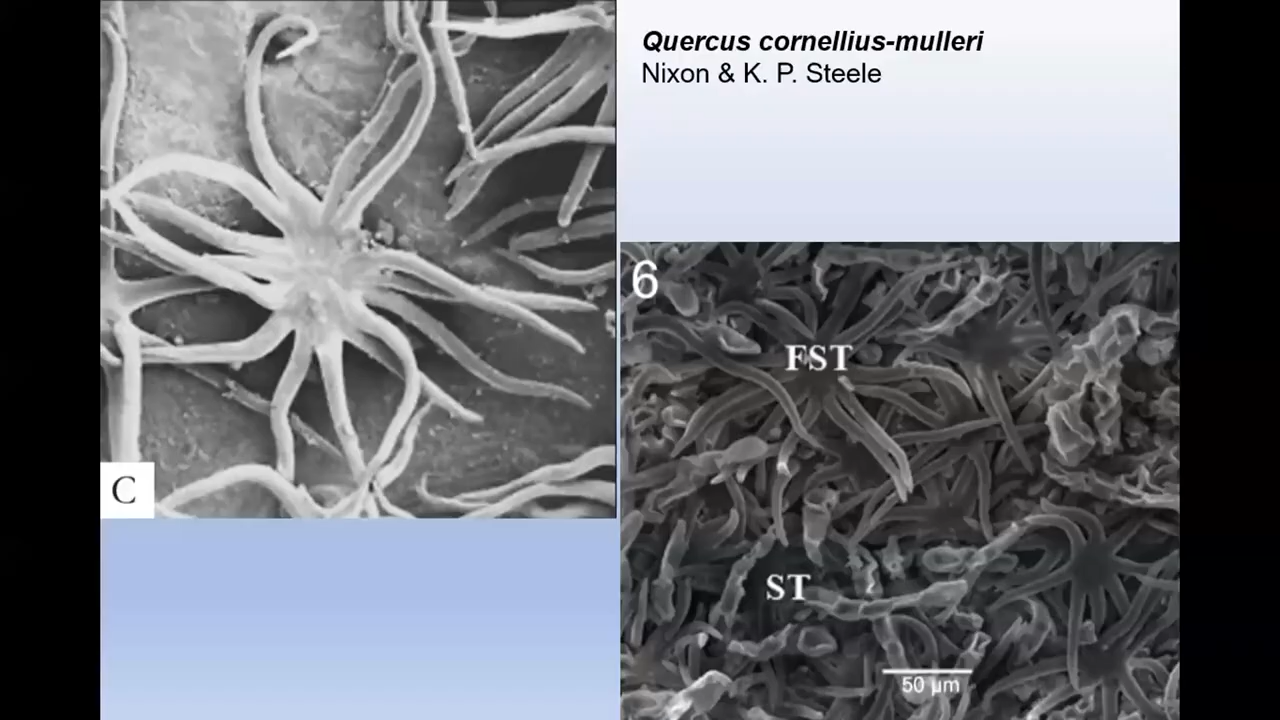 Quercus cornellius-mulleri
Nixon & K. P. Steele
C
6
FST
ST
50 µm